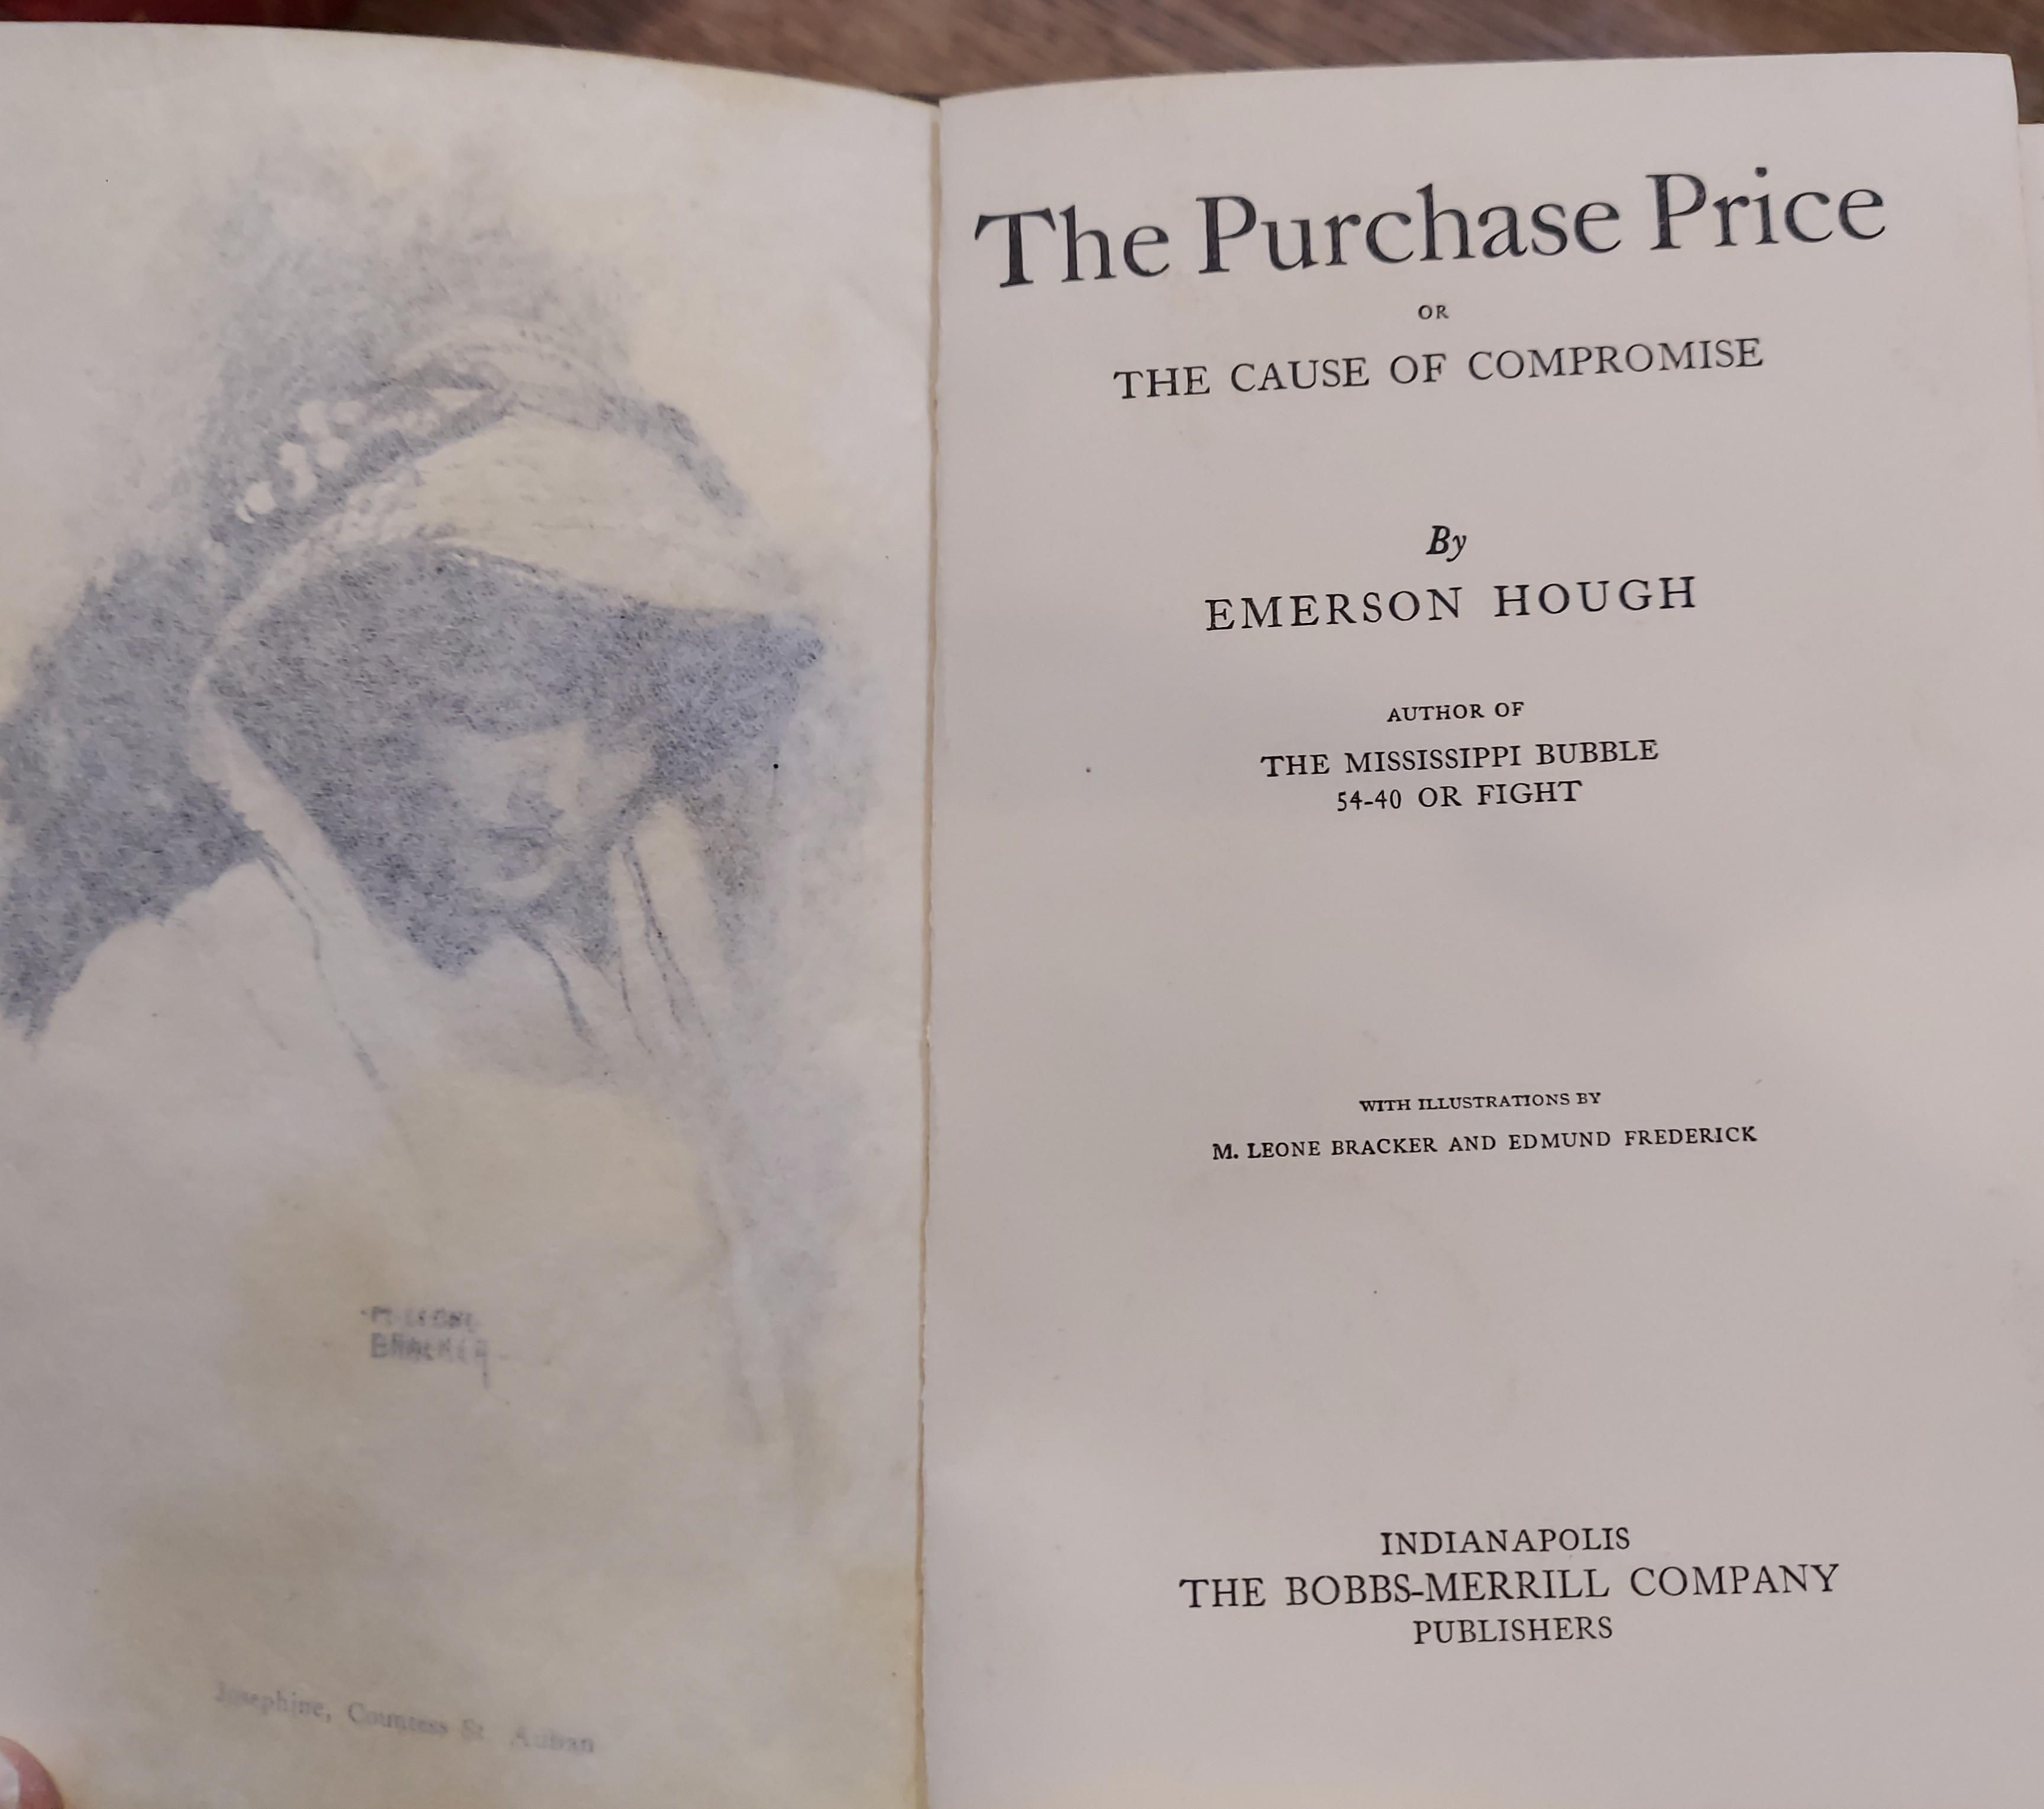 M. LEONE
BRACKER
Josephine, Countess St. Auban
The Purchase Price
OR
THE CAUSE OF COMPROMISE
By
EMERSON HOUGH
AUTHOR OF
THE MISSISSIPPI BUBBLE
54-40 OR FIGHT
WITH ILLUSTRATIONS BY
M. LEONE BRACKER AND EDMUND FREDERICK
INDIANAPOLIS
THE BOBBS-MERRILL COMPANY
PUBLISHERS